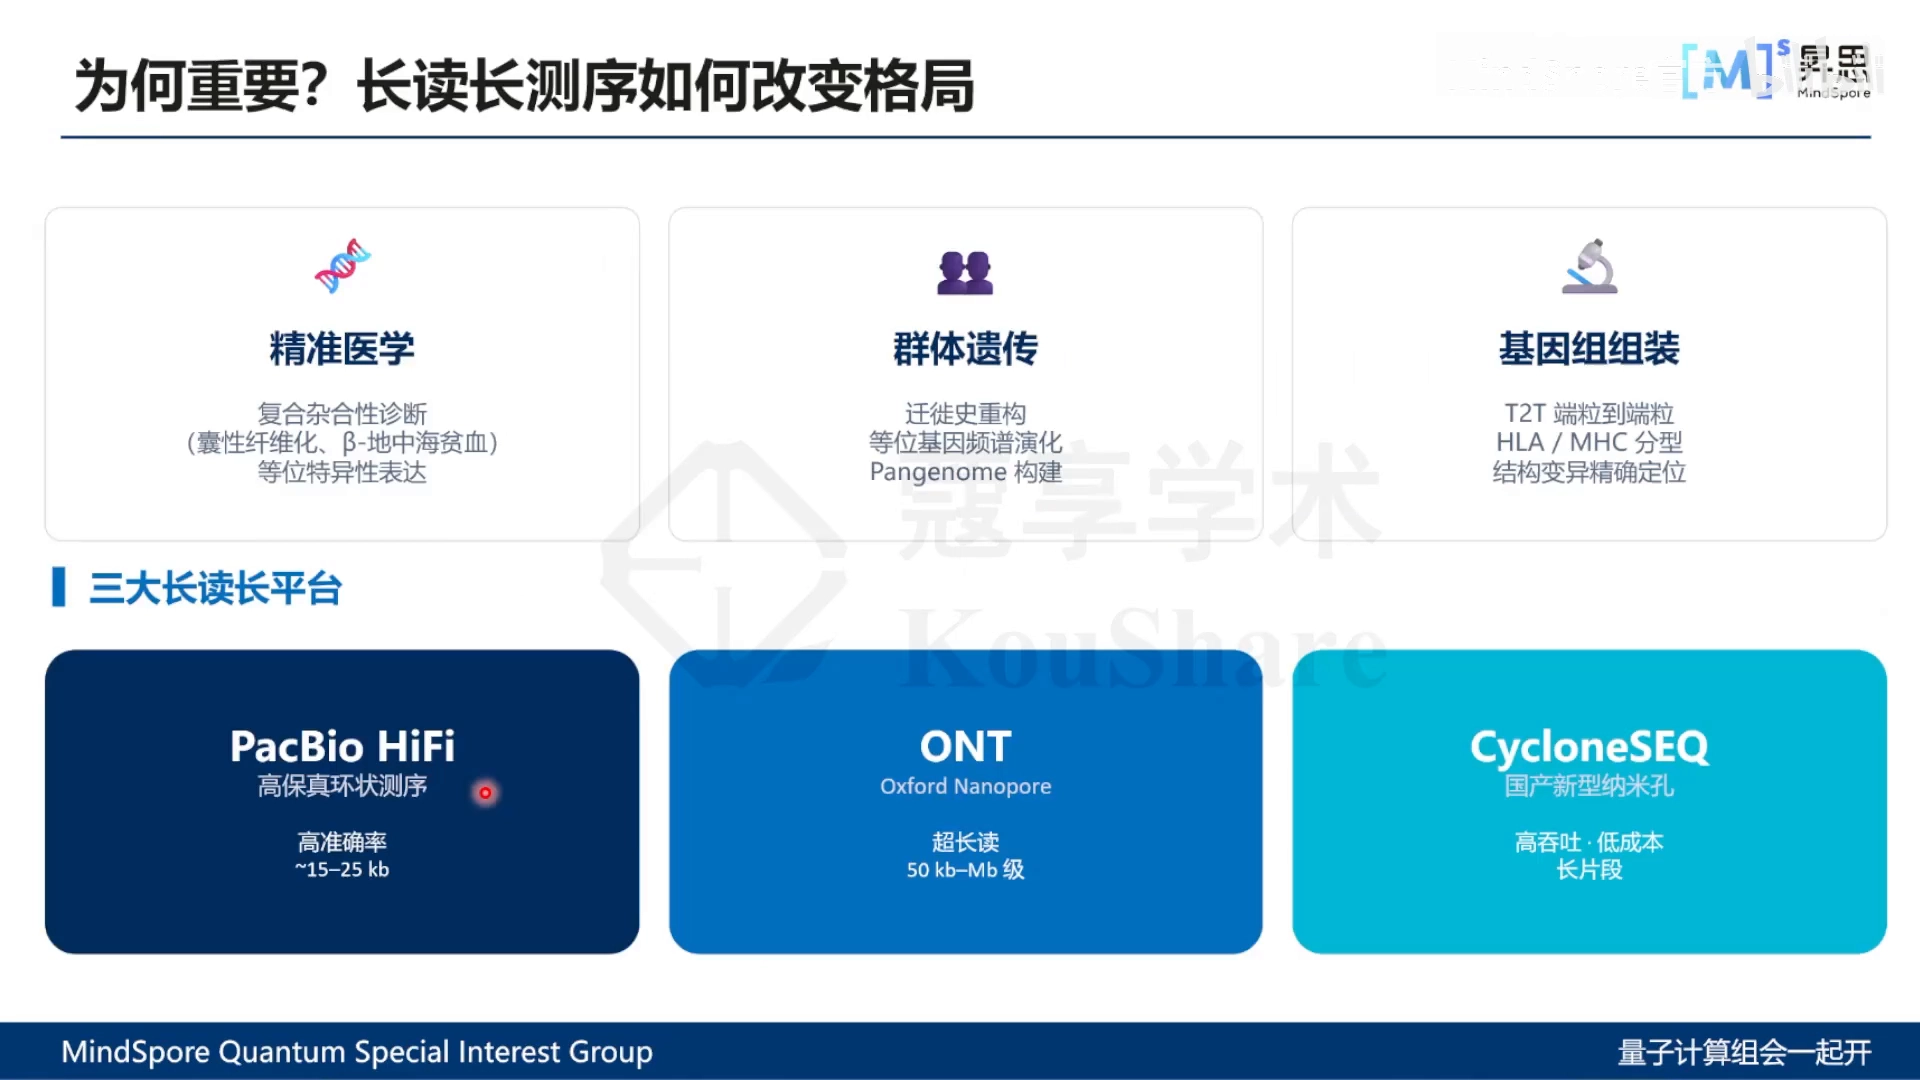 为何重要？长读长测序如何改变格局
[M]s 昇思
MindSpore
精准医学
复合杂合性诊断
（囊性纤维化、β-地中海贫血）
等位特异性表达
群体遗传
迁徙史重构
等位基因频谱演化
Pangenome 构建
基因组组装
T2T 端粒到端粒
HLA / MHC 分型
结构变异精确定位
蔻享学术
KouShare
三大长读长平台
PacBio HiFi
高保真环状测序
高准确率
~15–25 kb
ONT
Oxford Nanopore
超长读
50 kb–Mb 级
CycloneSEQ
国产新型纳米孔
高吞吐 · 低成本
长片段
MindSpore Quantum Special Interest Group
量子计算组会一起开